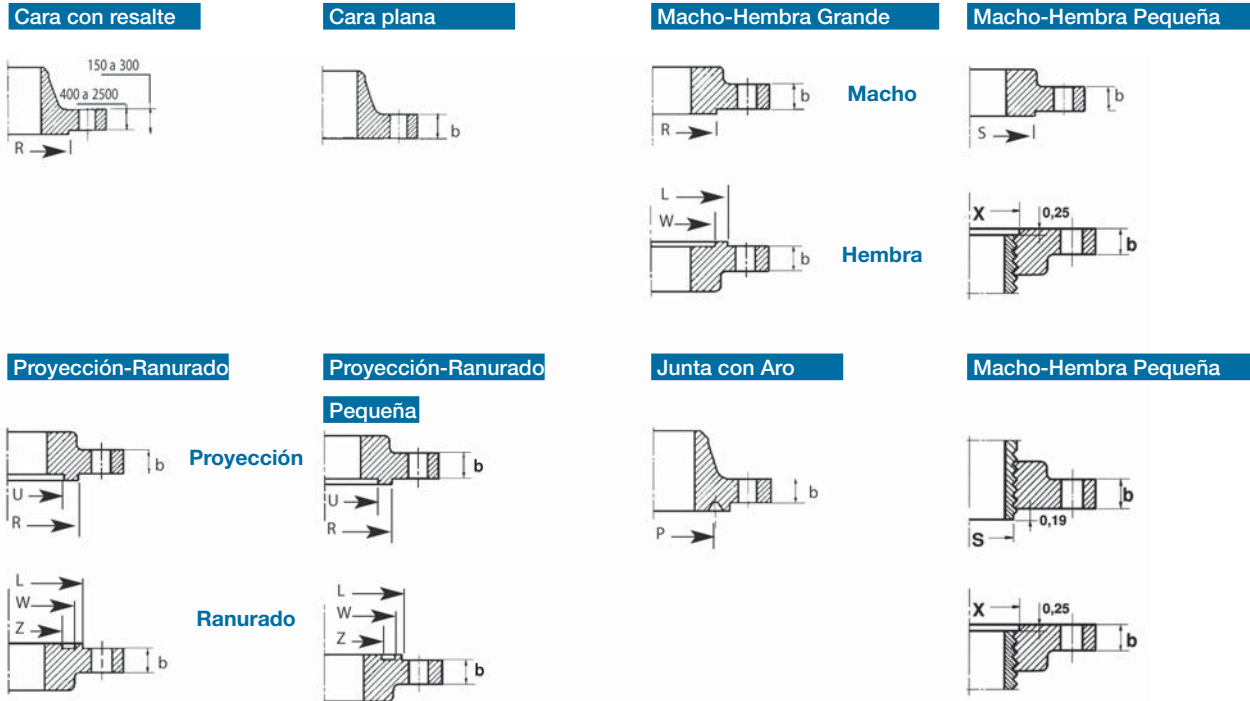 Cara con resalte
Cara plana
Macho-Hembra Grande
Macho-Hembra Pequeña
150 a 300
400 a 2500
R
b
b
R
Macho
b
S
L
W
b
Hembra
X
0,25
b
Proyección-Ranurado
Proyección-Ranurado
Pequeña
Junta con Aro
Macho-Hembra Pequeña
b
U
R
Proyección
b
U
R
b
P
b
0,19
S
L
W
Z
b
Ranurado
L
W
Z
b
X
0,25
b